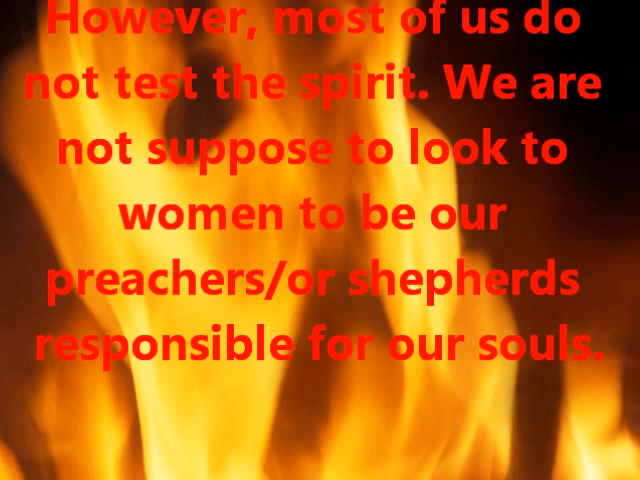 However, most of us do
not test the spirit. We are
not suppose to look to
women to be our
preachers/or shepherds
responsible for our souls.